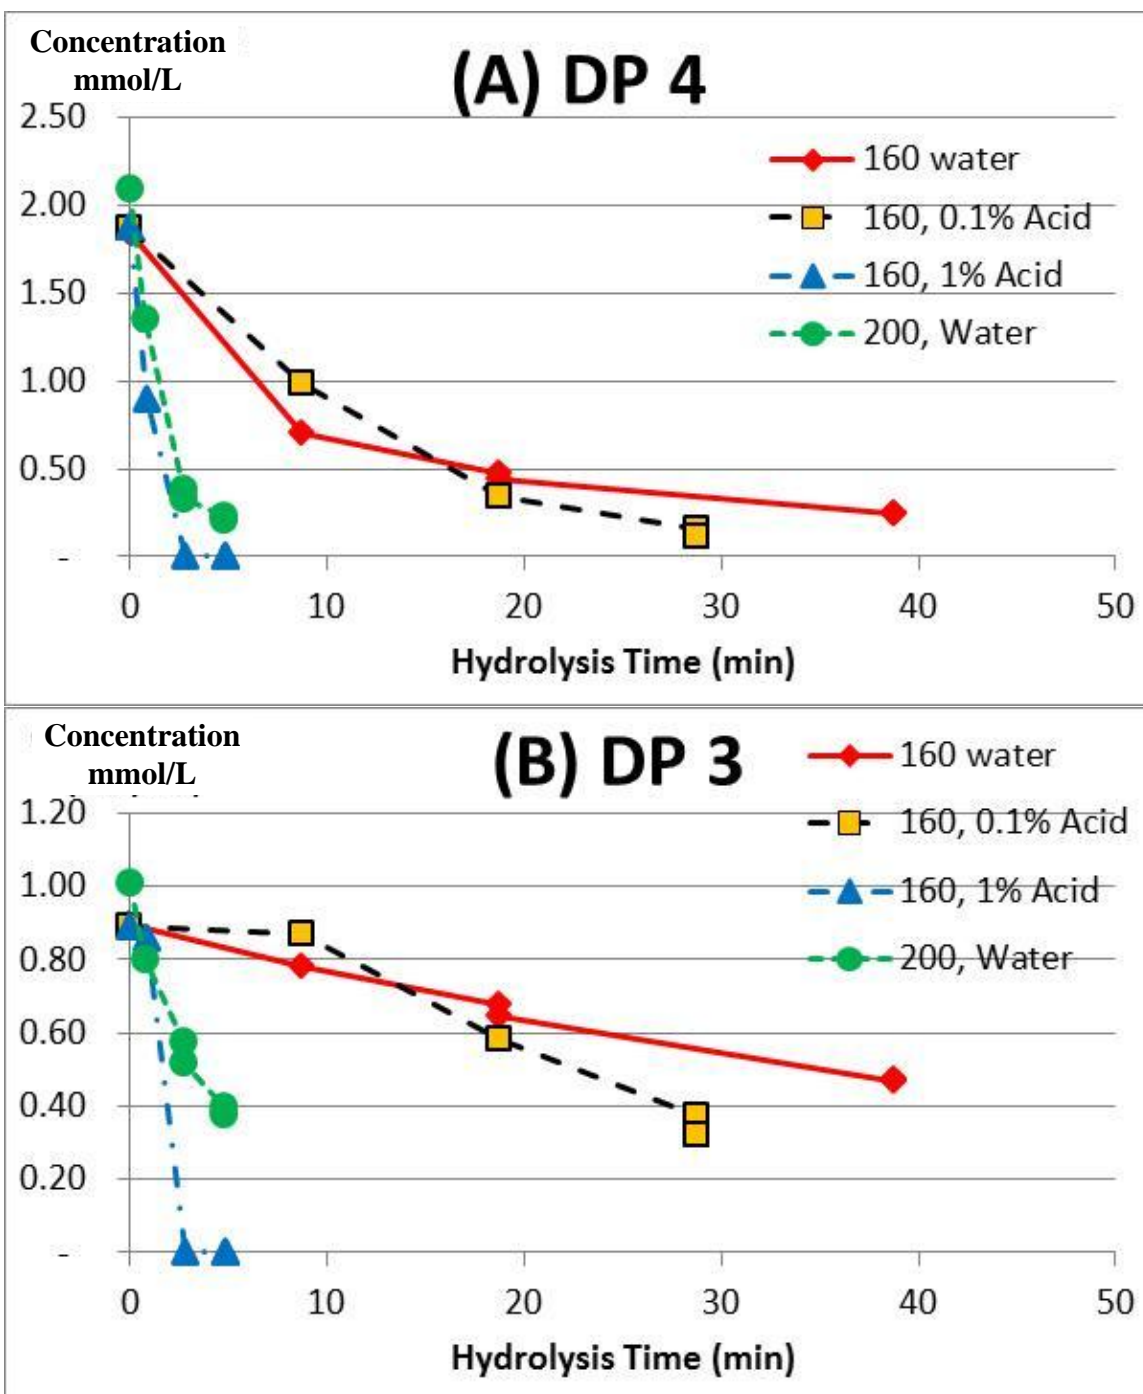 Concentration
mmol/L
(A) DP 4
2.50
2.00
1.50
1.00
0.50
-
160 water
160, 0.1% Acid
160, 1% Acid
200, Water
0 10 20 30 40 50
Hydrolysis Time (min)
Concentration
mmol/L
(B) DP 3
1.20
1.00
0.80
0.60
0.40
0.20
-
160 water
160, 0.1% Acid
160, 1% Acid
200, Water
0 10 20 30 40 50
Hydrolysis Time (min)